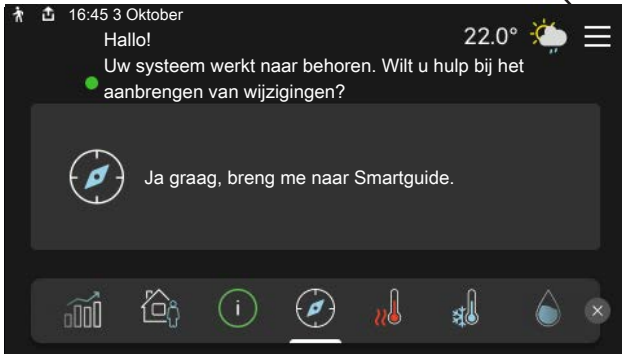 16:45 3 Oktober
Hallo!
22.0°
Uw systeem werkt naar behoren. Wilt u hulp bij het
aanbrengen van wijzigingen?
Ja graag, breng me naar Smartguide.
i